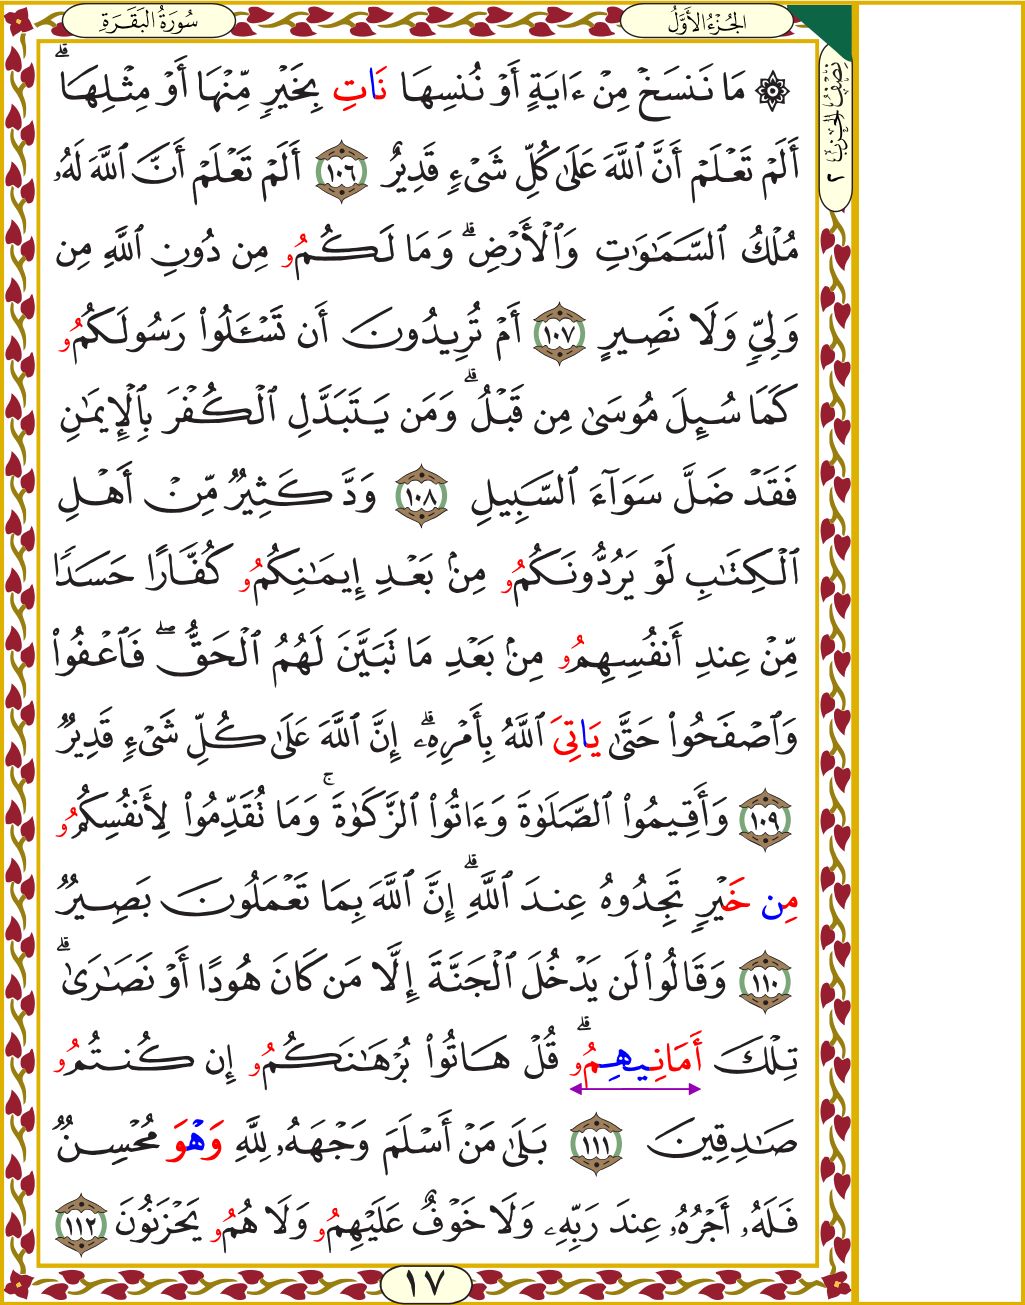 سُورَةُ البَقَرَةِ
الجُزْءُ الأَوَّلُ
نِصْفُ الحِزْبِ ٢
۞ مَا نَنسَخْ مِنْ ءَايَةٍ أَوْ نُنسِهَا نَاتِ بِخَيْرٍ مِّنْهَا أَوْ مِثْلِهَاۗ
أَلَمْ تَعْلَمْ أَنَّ ٱللَّهَ عَلَىٰ كُلِّ شَىْءٍ قَدِيرٌ ١٠٦ أَلَمْ تَعْلَمْ أَنَّ ٱللَّهَ لَهُۥ
مُلْكُ ٱلسَّمَٰوَٰتِ وَٱلْأَرْضِۗ وَمَا لَكُمُۥ مِن دُونِ ٱللَّهِ مِن
وَلِىٍّ وَلَا نَصِيرٍ ١٠٧ أَمْ تُرِيدُونَ أَن تَسْـَٔلُوا۟ رَسُولَكُمُۥ
كَمَا سُئِلَ مُوسَىٰ مِن قَبْلُۗ وَمَن يَتَبَدَّلِ ٱلْكُفْرَ بِٱلْإِيمَٰنِ
فَقَدْ ضَلَّ سَوَآءَ ٱلسَّبِيلِ ١٠٨ وَدَّ كَثِيرٌ مِّنْ أَهْلِ
ٱلْكِتَٰبِ لَوْ يَرُدُّونَكُمُۥ مِنۢ بَعْدِ إِيمَٰنِكُمُۥ كُفَّارًا حَسَدًا
مِّنْ عِندِ أَنفُسِهِمُۥ مِنۢ بَعْدِ مَا تَبَيَّنَ لَهُمُ ٱلْحَقُّۖ فَٱعْفُوا۟
وَٱصْفَحُوا۟ حَتَّىٰ يَاتِىَ ٱللَّهُ بِأَمْرِهِۦۗ إِنَّ ٱللَّهَ عَلَىٰ كُلِّ شَىْءٍ قَدِيرٌ
١٠٩ وَأَقِيمُوا۟ ٱلصَّلَوٰةَ وَءَاتُوا۟ ٱلزَّكَوٰةَۚ وَمَا تُقَدِّمُوا۟ لِأَنفُسِكُمُۥ
مِن خَيْرٍ تَجِدُوهُ عِندَ ٱللَّهِۗ إِنَّ ٱللَّهَ بِمَا تَعْمَلُونَ بَصِيرٌ
١١٠ وَقَالُوا۟ لَن يَدْخُلَ ٱلْجَنَّةَ إِلَّا مَن كَانَ هُودًا أَوْ نَصَٰرَىٰۗ
تِلْكَ أَمَانِيهِمُۥۗ قُلْ هَاتُوا۟ بُرْهَٰنَكُمُۥ إِن كُنتُمُۥ
صَٰدِقِينَ ١١١ بَلَىٰ مَنْ أَسْلَمَ وَجْهَهُۥ لِلَّهِ وَهْوَ مُحْسِنٌ
فَلَهُۥ أَجْرُهُۥ عِندَ رَبِّهِۦ وَلَا خَوْفٌ عَلَيْهِمُۥ وَلَا هُمُۥ يَحْزَنُونَ ١١٢
١٧